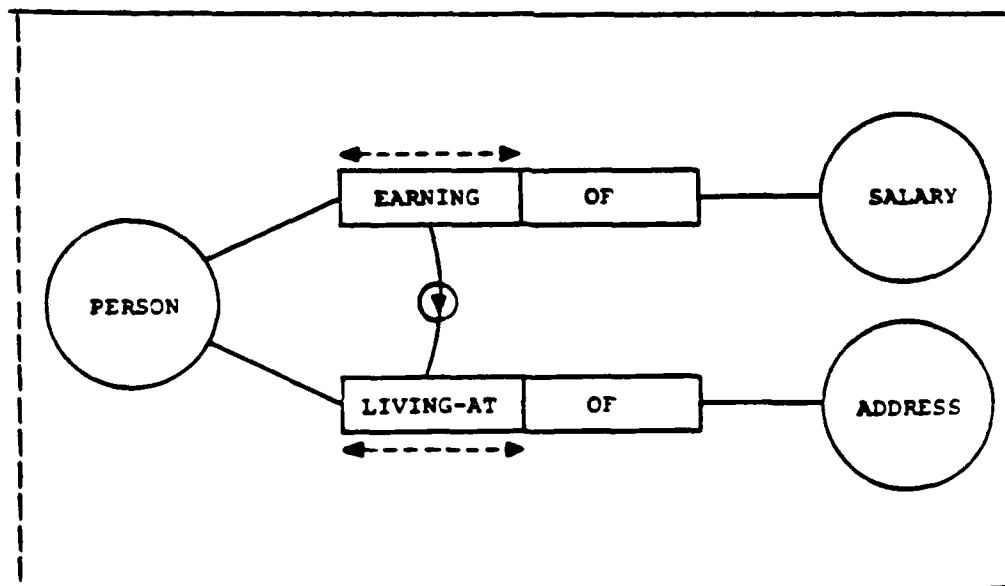 EARNING OF
SALARY
PERSON
LIVING-AT OF
ADDRESS